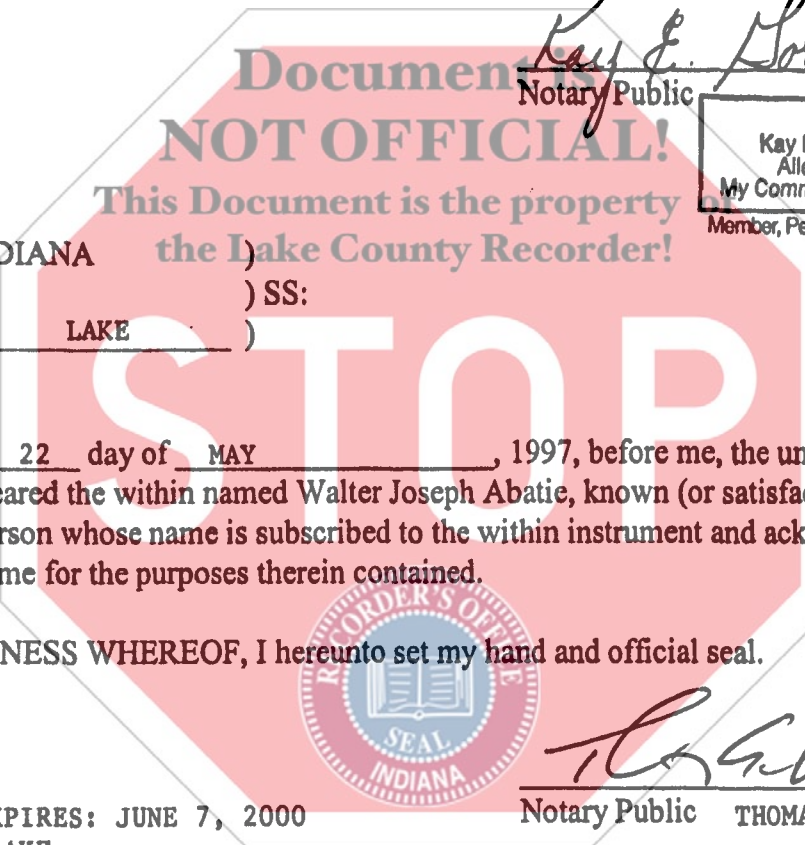 Document is
Kay E.
NOT OFFICIAL!
Notary Public
Kay
My Comm
This Document is the property of
the Lake County Recorder!
Member, Pe
DIANA )
) SS:
LAKE )
STOP
22 day of MAY , 1997, before me, the un
eared the within named Walter Joseph Abatie, known (or satisfac
rson whose name is subscribed to the within instrument and ack
me for the purposes therein contained.
NESS WHEREOF, I hereunto set my hand and official seal.
RECORDER'S OFFICE
SEAL
INDIANA
Notary Public THOMA
XPIRES: JUNE 7, 2000
LAKE